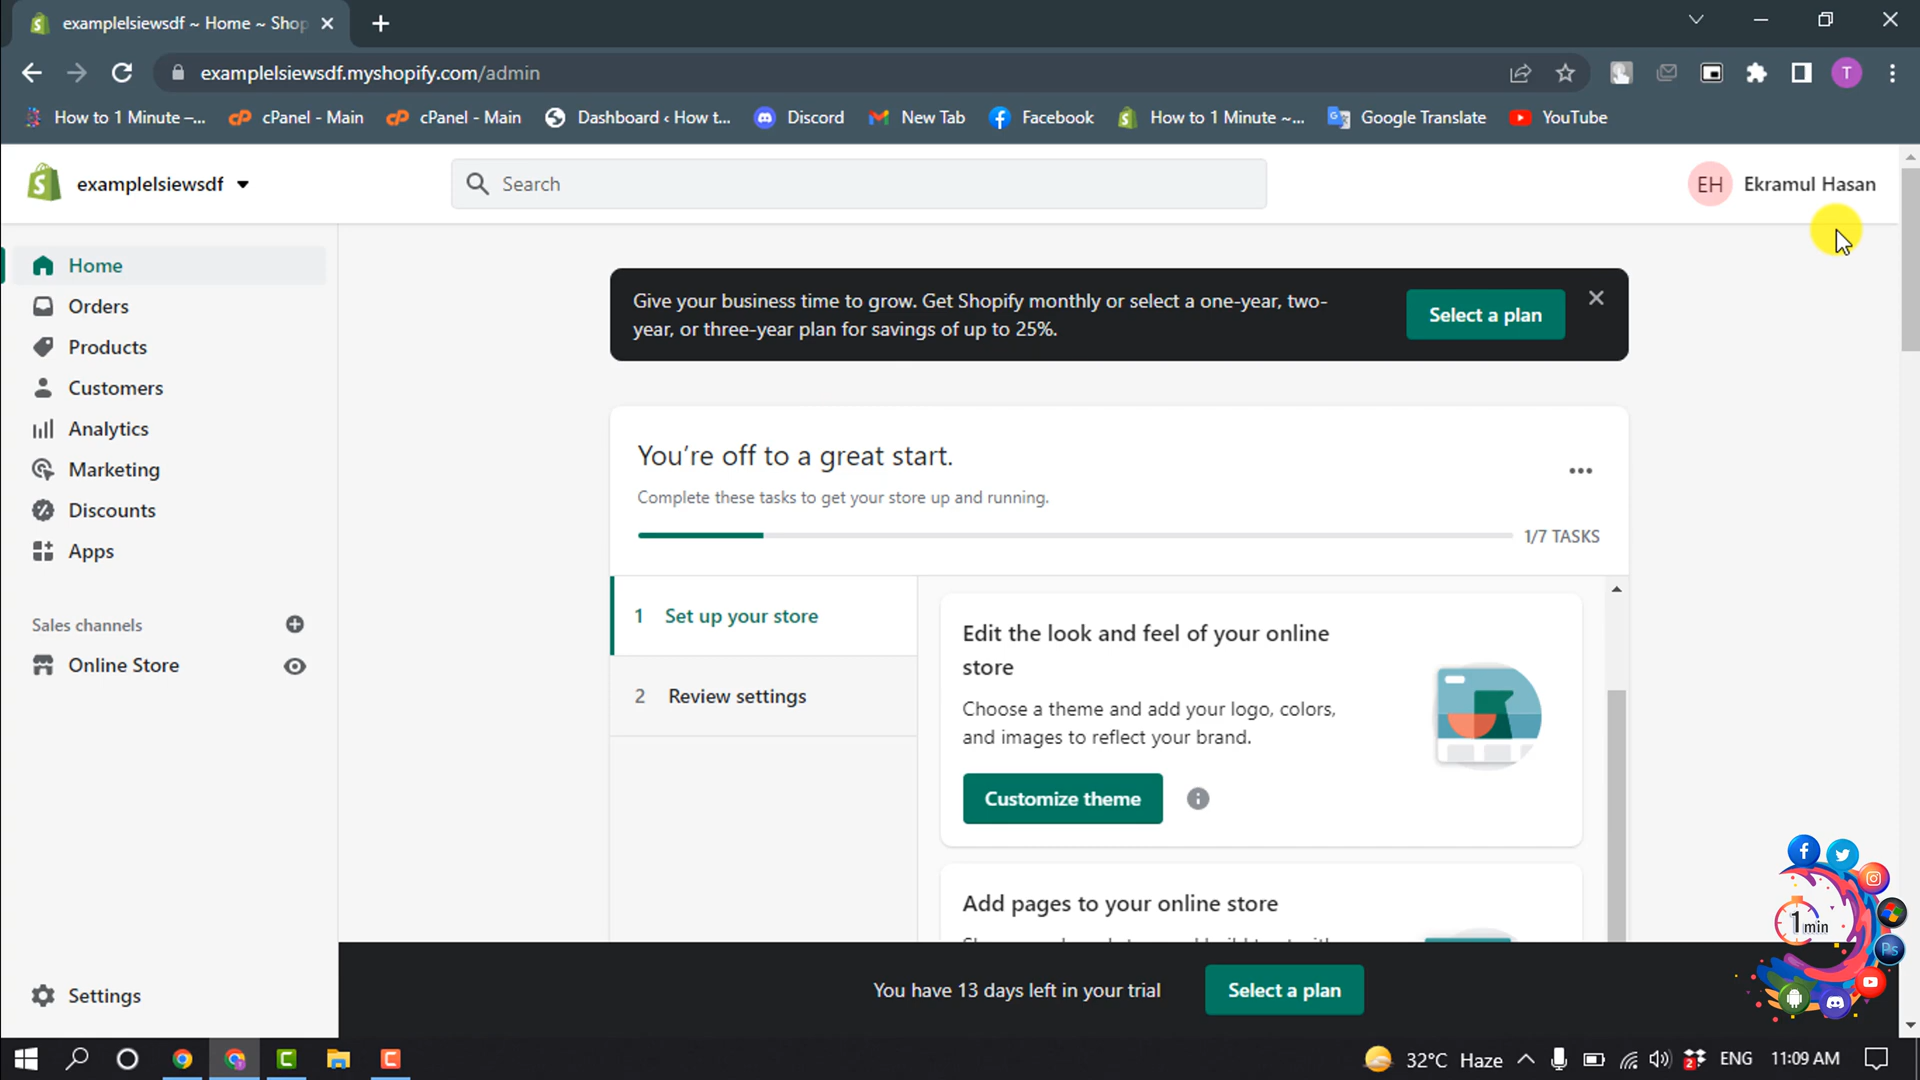 examplelsiewsdf ~ Home ~ Shop
examplelsiewsdf.myshopify.com/admin
T
How to 1 Minute –...
cPanel - Main
cPanel - Main
Dashboard ‹ How t...
Discord
New Tab
Facebook
How to 1 Minute ~...
Google Translate
YouTube
examplelsiewsdf
Search
EH
Ekramul Hasan
Home
Orders
Products
Customers
Analytics
Marketing
Discounts
Apps
Sales channels
Online Store
Settings
Give your business time to grow. Get Shopify monthly or select a one-year, two-
year, or three-year plan for savings of up to 25%.
Select a plan
You're off to a great start.
Complete these tasks to get your store up and running.
1/7 TASKS
1 Set up your store
2 Review settings
Edit the look and feel of your online
store
Choose a theme and add your logo, colors,
and images to reflect your brand.
Customize theme
Add pages to your online store
You have 13 days left in your trial
Select a plan
1 min
Ps
32°C Haze
2
ENG
11:09 AM